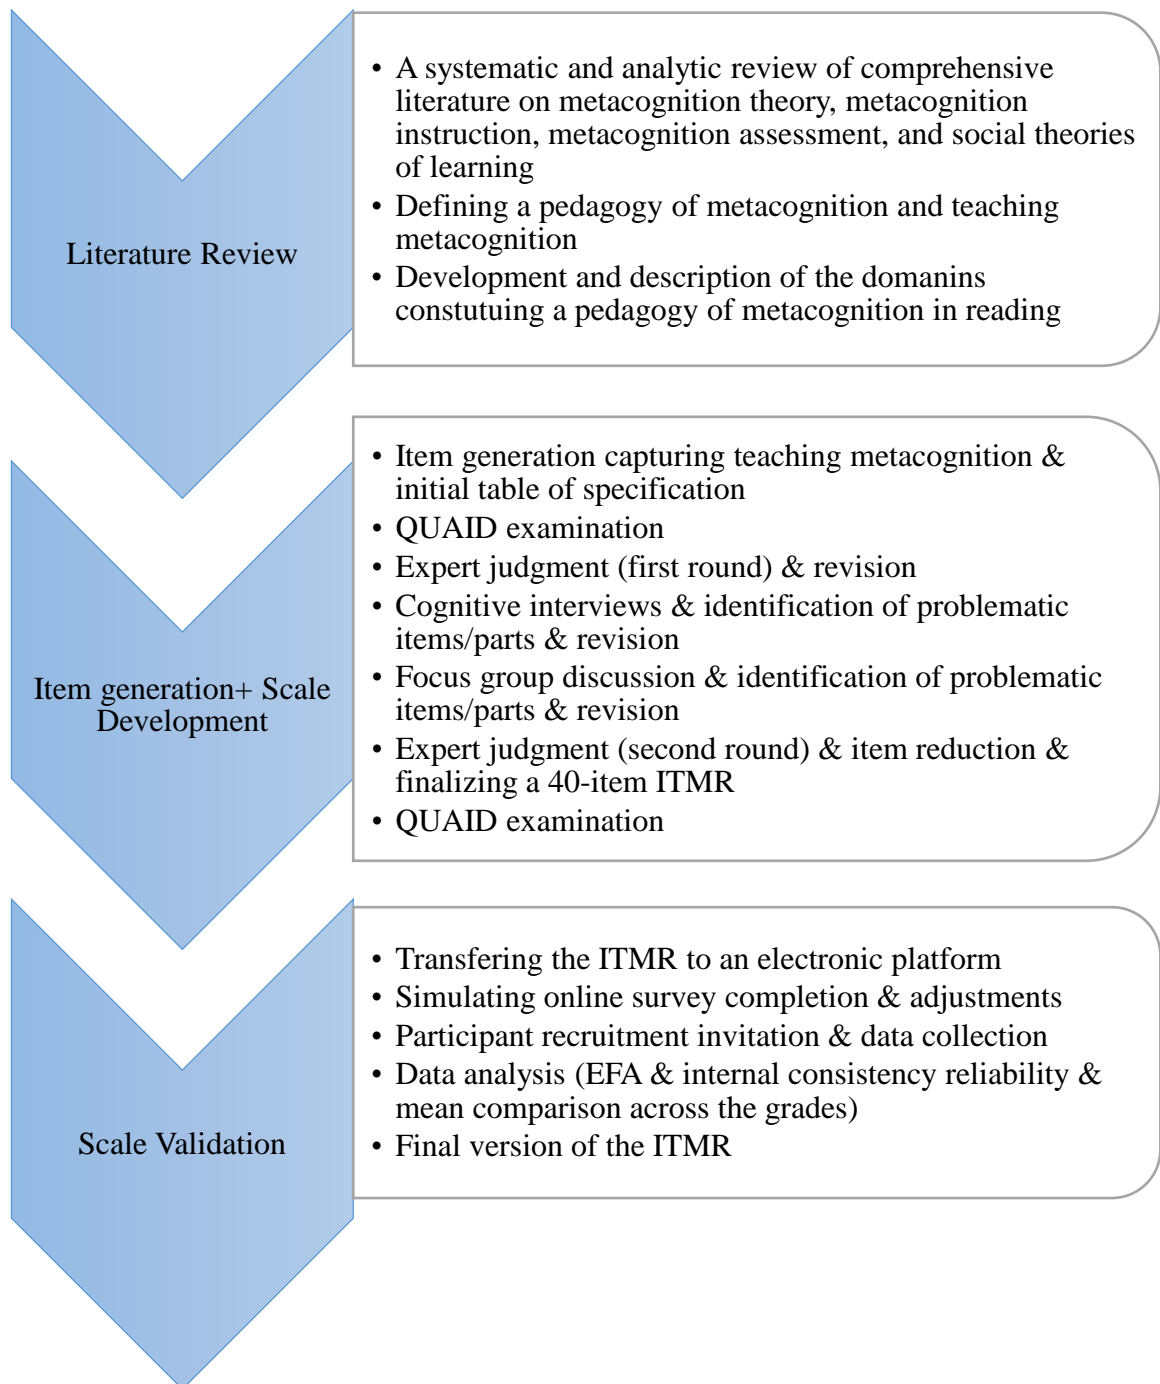 Literature Review
• A systematic and analytic review of comprehensive
literature on metacognition theory, metacognition
instruction, metacognition assessment, and social theories
of learning
• Defining a pedagogy of metacognition and teaching
metacognition
• Development and description of the domanins
constutuing a pedagogy of metacognition in reading
Item generation+ Scale
Development
• Item generation capturing teaching metacognition &
initial table of specification
• QUAID examination
• Expert judgment (first round) & revision
• Cognitive interviews & identification of problematic
items/parts & revision
• Focus group discussion & identification of problematic
items/parts & revision
• Expert judgment (second round) & item reduction &
finalizing a 40-item ITMR
• QUAID examination
Scale Validation
• Transfering the ITMR to an electronic platform
• Simulating online survey completion & adjustments
• Participant recruitment invitation & data collection
• Data analysis (EFA & internal consistency reliability &
mean comparison across the grades)
• Final version of the ITMR